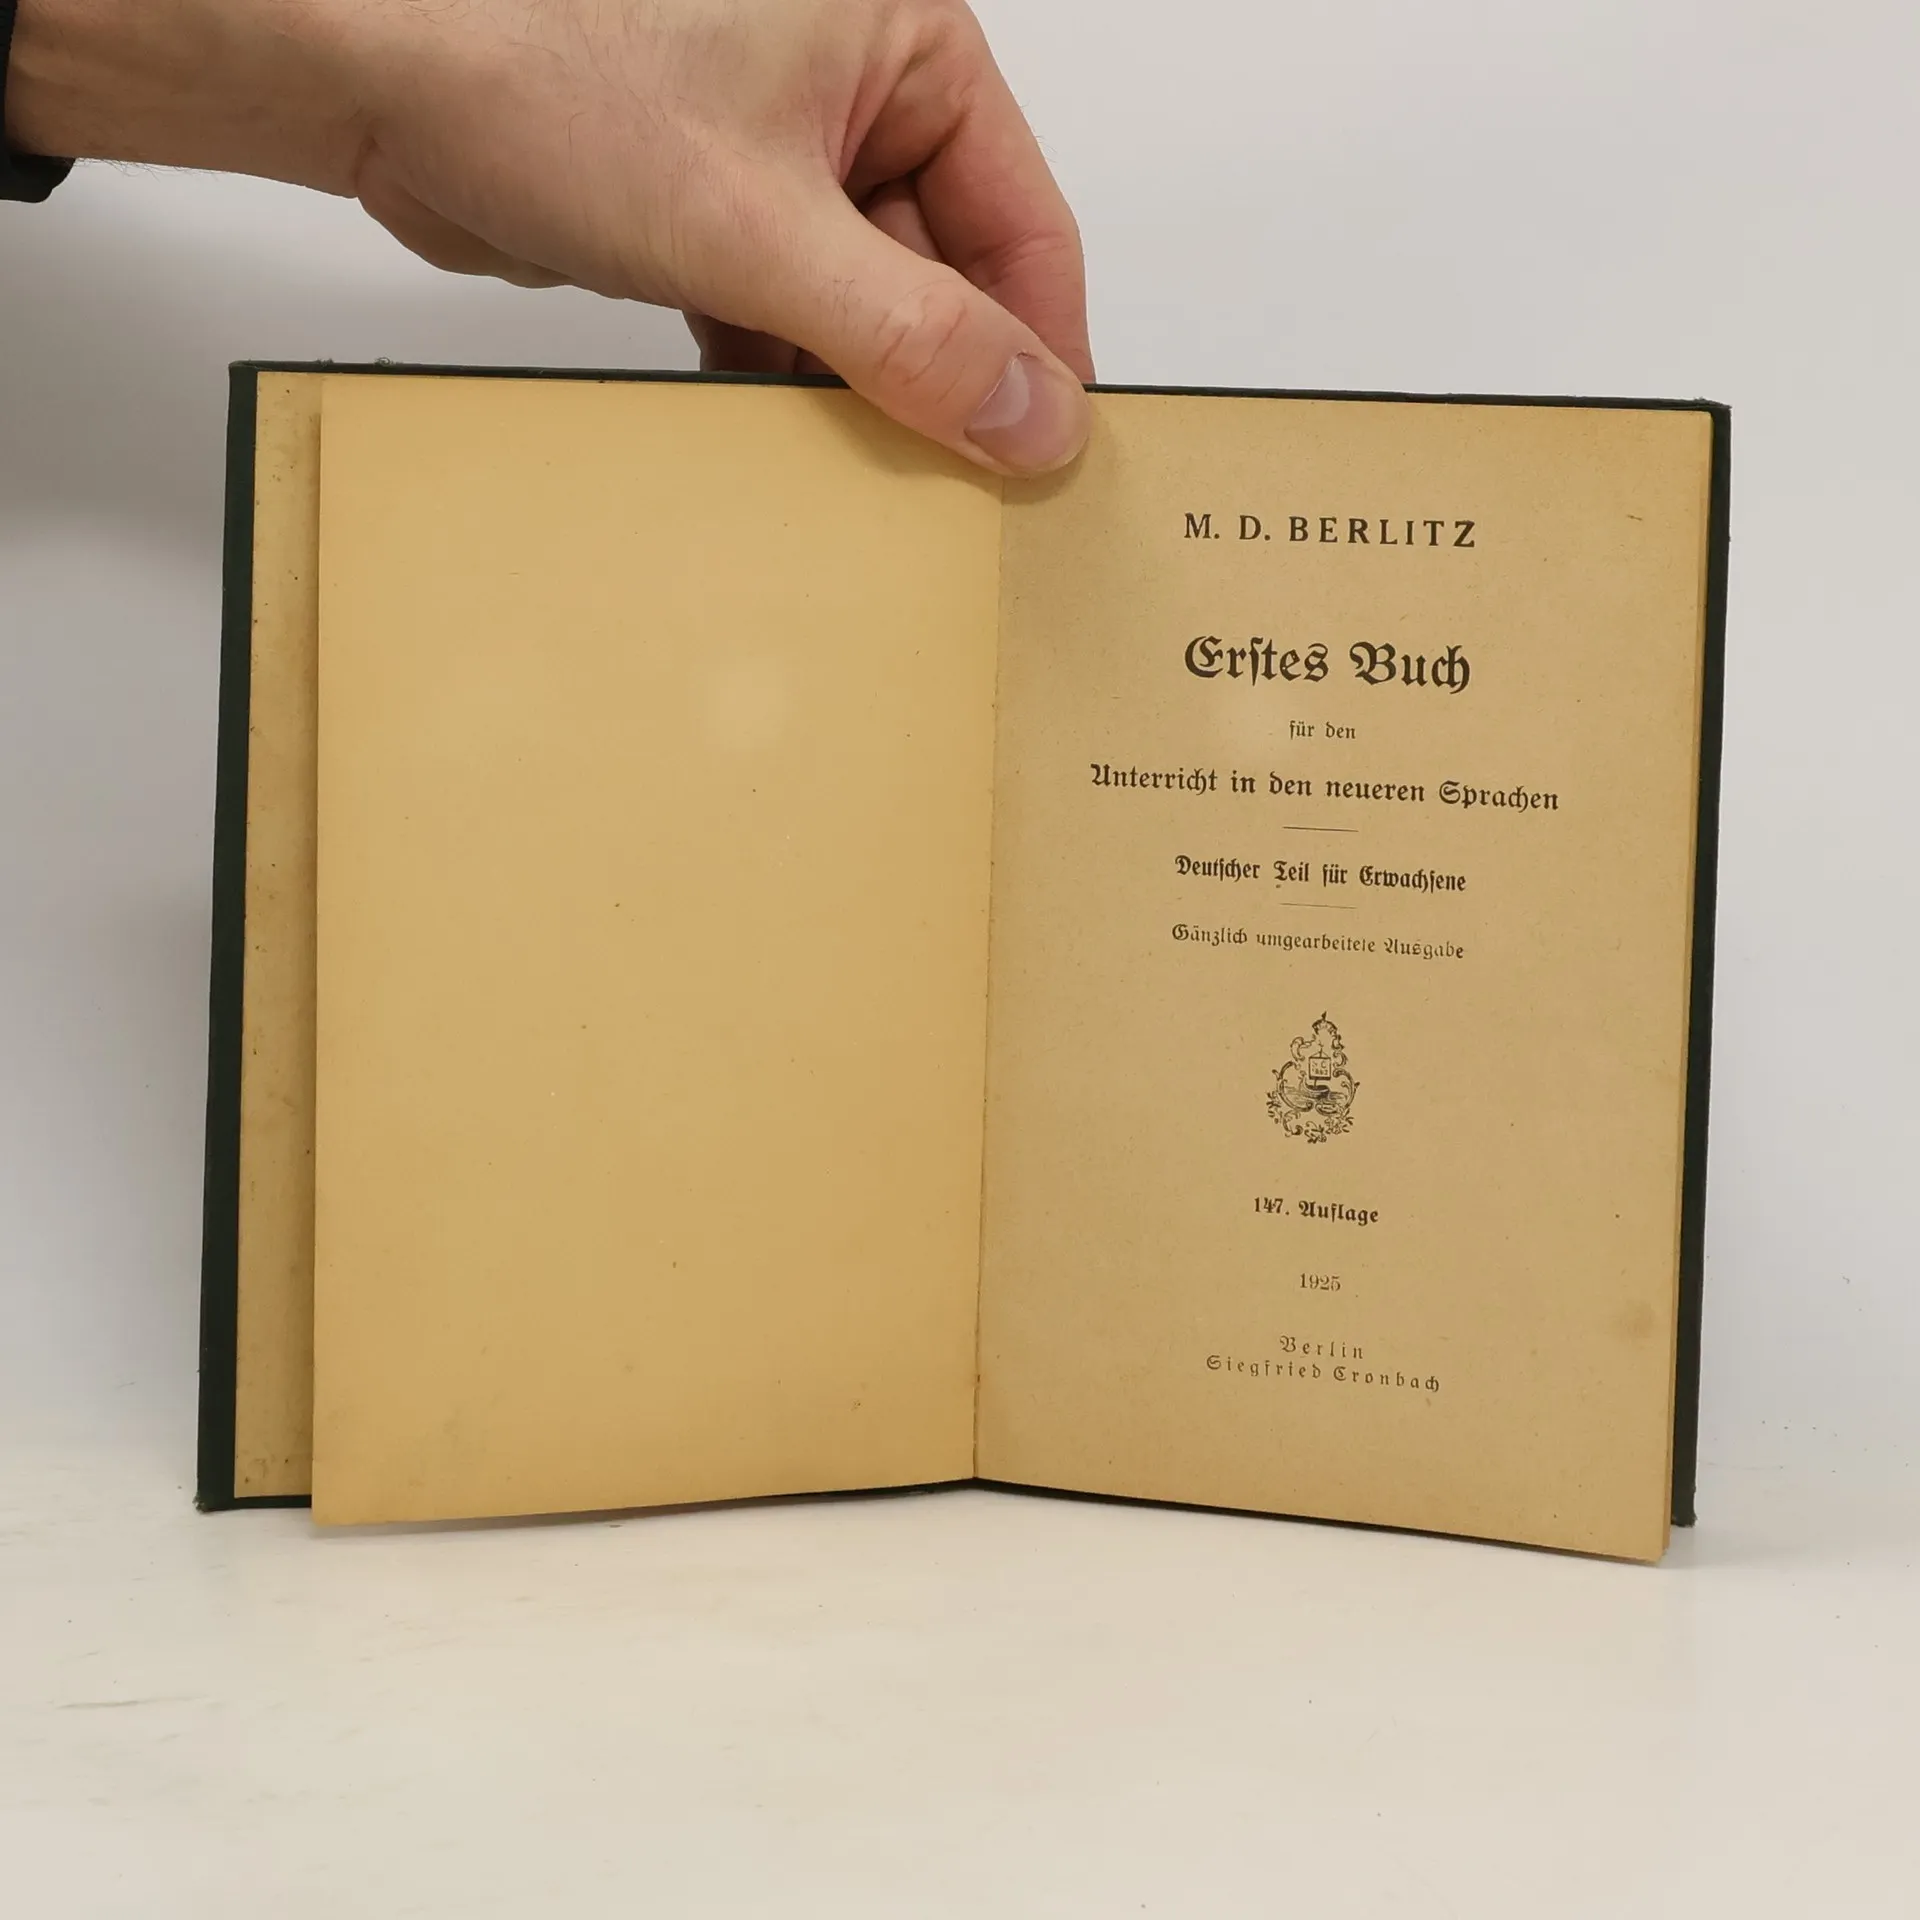 M. D. BERLITZ
Erſtes Buch
für den
Unterricht in den neueren Sprachen
Deutſcher Teil für Erwachſene
Gänzlich umgearbeitete Ausgabe
147. Auflage
1925
Berlin
Siegfried Cronbach